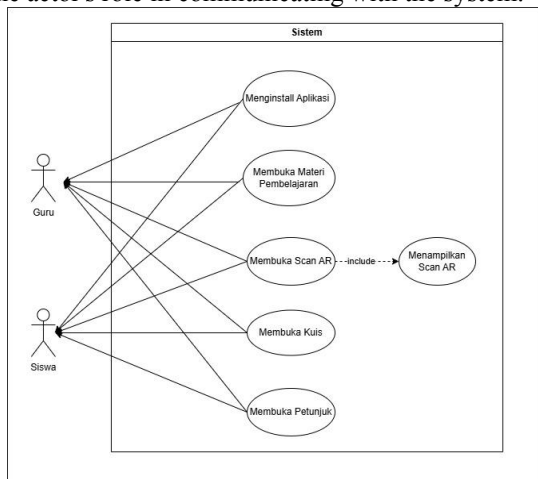 actor's role in communicating with the system.
Sistem
Menginstall Aplikasi
Membuka Materi
Pembelajaran
Guru
Membuka Scan AR
include
Menampilkan
Scan AR
Siswa
Membuka Kuis
Membuka Petunjuk